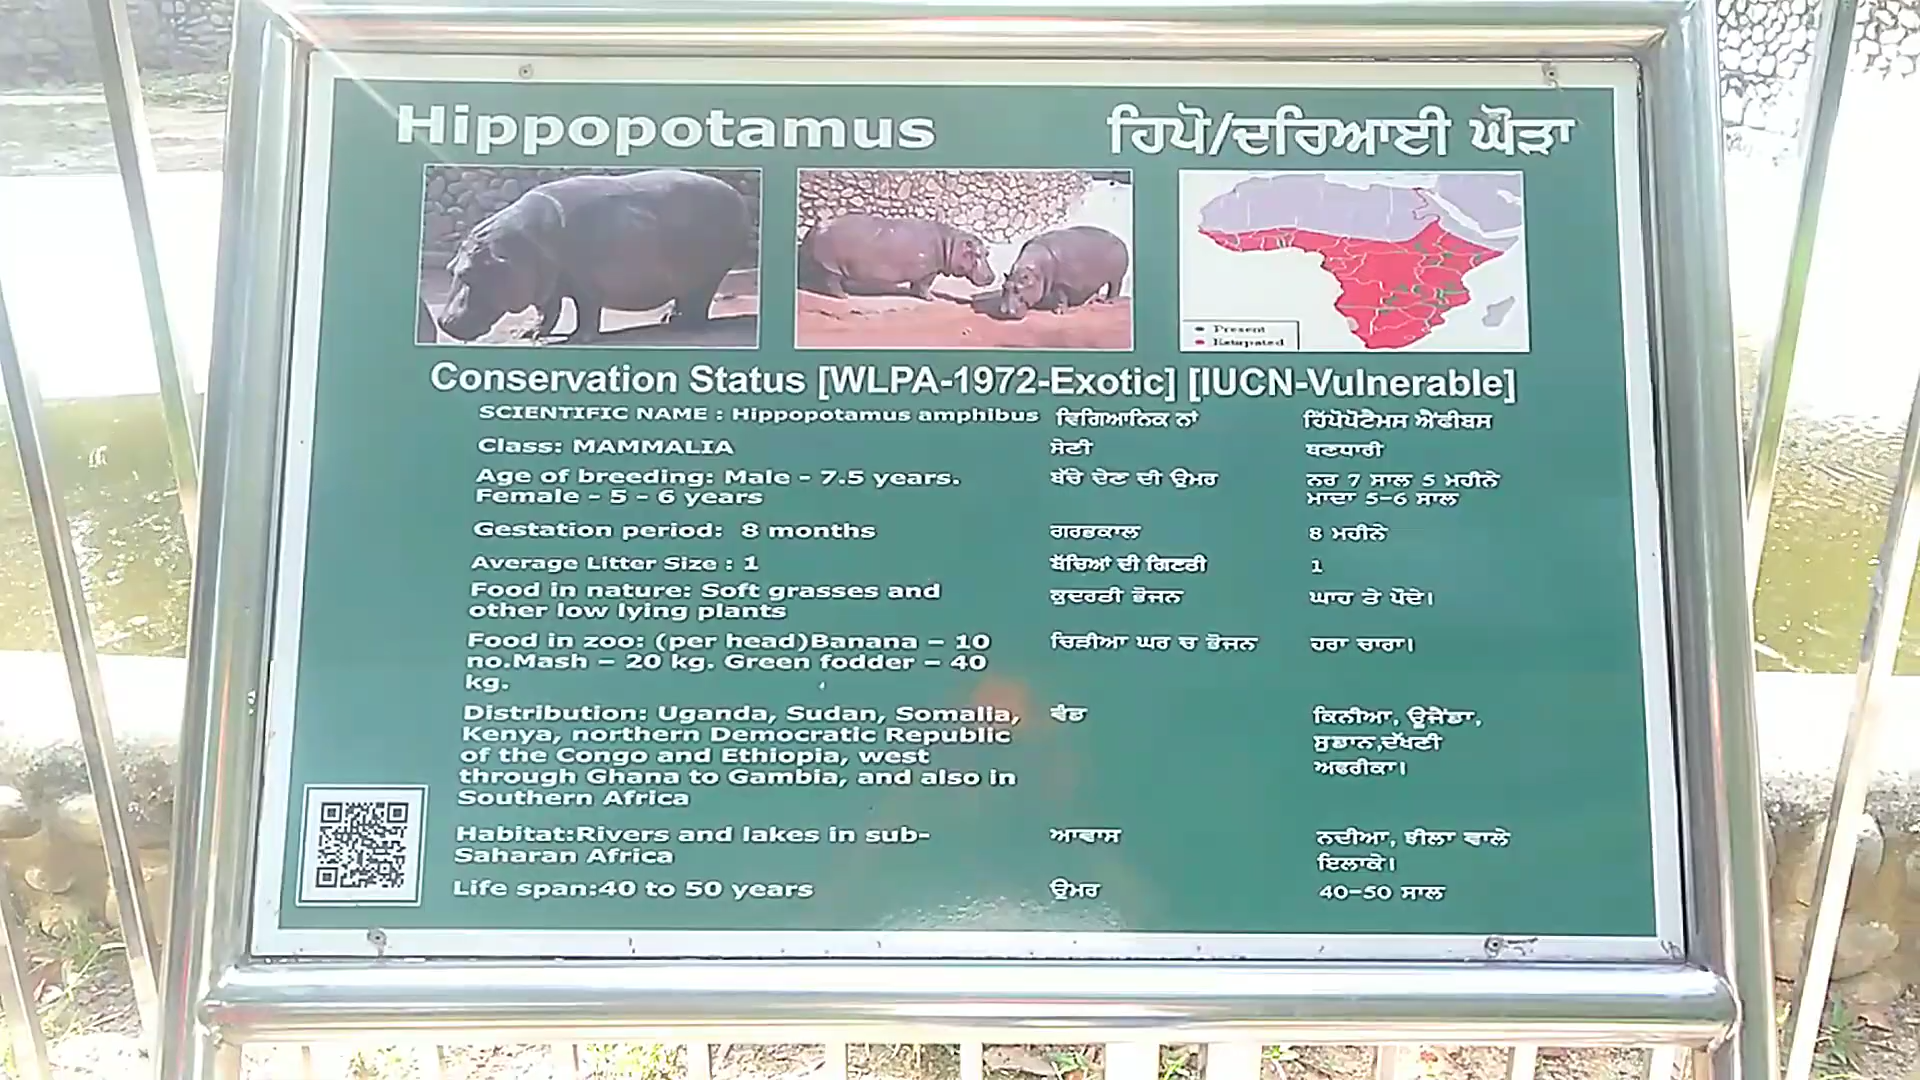 Hippopotamus
ਹਿਪੋ/ਦਰਿਆਈ ਘੋੜਾ
Present
Extirpated
Conservation Status [WLPA-1972-Exotic] [IUCN-Vulnerable]
SCIENTIFIC NAME : Hippopotamus amphibus ਵਿਗਿਆਨਿਕ ਨਾਂ ਹਿੱਪੋਪੋਟੈਮਸ ਐਂਫੀਬਸ
Class: MAMMALIA ਸ਼ੇਣੀ ਥਣਧਾਰੀ
Age of breeding: Male - 7.5 years. ਬੱਚੇ ਦੇਣ ਦੀ ਉਮਰ ਨਰ 7 ਸਾਲ 5 ਮਹੀਨੇ
Female - 5 - 6 years ਮਾਦਾ 5-6 ਸਾਲ
Gestation period: 8 months ਗਰਭਕਾਲ 8 ਮਹੀਨੇ
Average Litter Size : 1 ਬੱਚਿਆਂ ਦੀ ਗਿਣਤੀ 1
Food in nature: Soft grasses and ਕੁਦਰਤੀ ਭੋਜਨ ਘਾਹ ਤੇ ਪੌਦੇ।
other low lying plants
Food in zoo: (per head)Banana – 10 ਚਿੜੀਆ ਘਰ ਚ ਭੋਜਨ ਹਰਾ ਚਾਰਾ।
no.Mash – 20 kg. Green fodder – 40
kg.
Distribution: Uganda, Sudan, Somalia, ਵੰਡ ਕਿਨੀਆ, ਊਜੈਂਡਾ,
Kenya, northern Democratic Republic ਸੁਡਾਨ,ਦੱਖਣੀ
of the Congo and Ethiopia, west ਅਫਰੀਕਾ।
through Ghana to Gambia, and also in
Southern Africa
Habitat:Rivers and lakes in sub- ਆਵਾਸ ਨਦੀਆ, ਝੀਲਾ ਵਾਲੇ
Saharan Africa ਇਲਾਕੇ।
Life span:40 to 50 years ਉਮਰ 40-50 ਸਾਲ